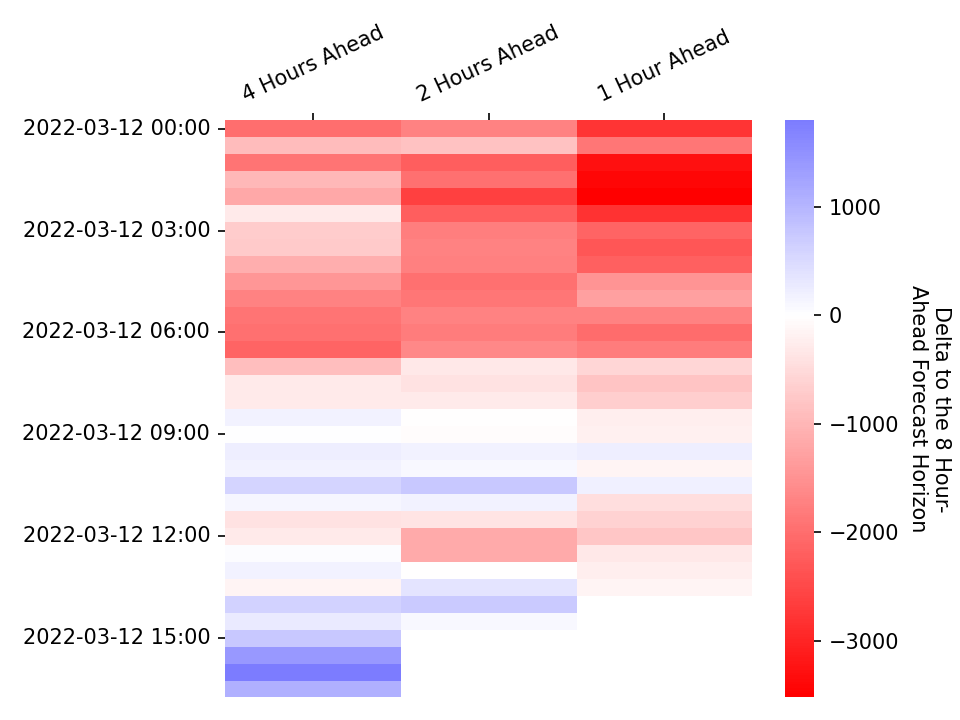 4 Hours Ahead
2 Hours Ahead
1 Hour Ahead
2022-03-12 00:00
2022-03-12 03:00
2022-03-12 06:00
2022-03-12 09:00
2022-03-12 12:00
2022-03-12 15:00
1000
0
−1000
−2000
−3000
Delta to the 8 Hour-
Ahead Forecast Horizon